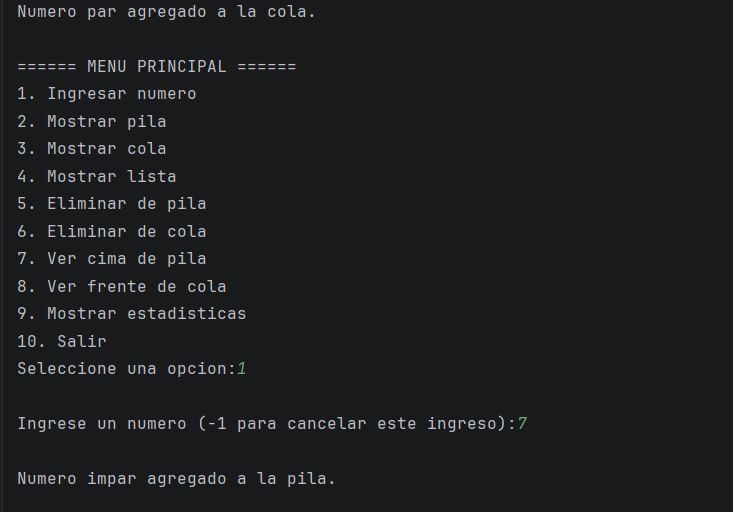 Numero par agregado a la cola.
====== MENU PRINCIPAL ======
1. Ingresar numero
2. Mostrar pila
3. Mostrar cola
4. Mostrar lista
5. Eliminar de pila
6. Eliminar de cola
7. Ver cima de pila
8. Ver frente de cola
9. Mostrar estadisticas
10. Salir
Seleccione una opcion:1
Ingrese un numero (-1 para cancelar este ingreso):7
Numero impar agregado a la pila.